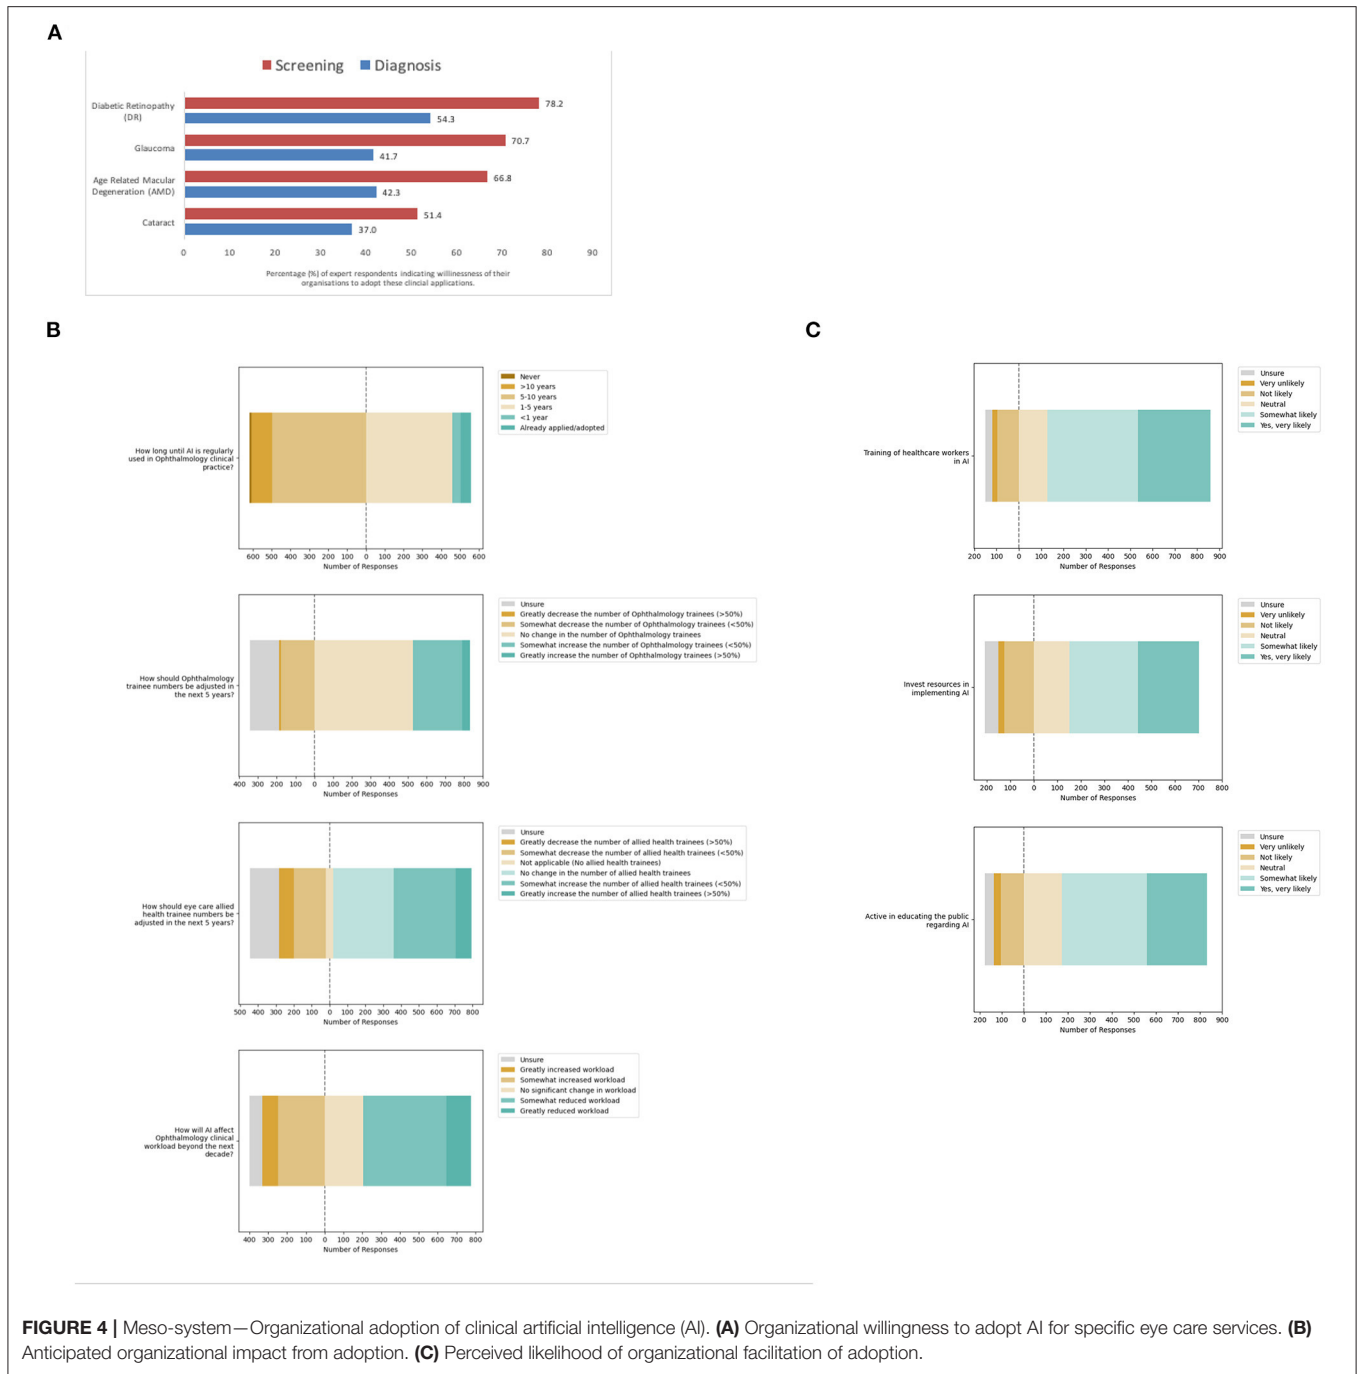 A
Screening Diagnosis
Diabetic Retinopathy
(DR)
78.2
54.3
Glaucoma
70.7
41.7
Age Related Macular
Degeneration (AMD)
66.8
42.3
Cataract
51.4
37.0
0 10 20 30 40 50 60 70 80 90
Percentage (%) of expert respondents indicating willinessness of their
organisations to adopt these clincial applications.
B
How long until AI is regularly
used in Ophthalmology clinical
practice?
Never
>10 years
5-10 years
1-5 years
<1 year
Already applied/adopted
600 500 400 300 200 100 0 100 200 300 400 500 600
Number of Responses
How should Ophthalmology
trainee numbers be adjusted in
the next 5 years?
Unsure
Greatly decrease the number of Ophthalmology trainees (>50%)
Somewhat decrease the number of Ophthalmology trainees (<50%)
No change in the number of Ophthalmology trainees
Somewhat increase the number of Ophthalmology trainees (<50%)
Greatly increase the number of Ophthalmology trainees (>50%)
400 300 200 100 0 100 200 300 400 500 600 700 800 900
Number of Responses
How should eye care allied
health trainee numbers be
adjusted in the next 5 years?
Unsure
Greatly decrease the number of allied health trainees (>50%)
Somewhat decrease the number of allied health trainees (<50%)
Not applicable (No allied health trainees)
No change in the number of allied health trainees
Somewhat increase the number of allied health trainees (<50%)
Greatly increase the number of allied health trainees (>50%)
500 400 300 200 100 0 100 200 300 400 500 600 700 800
Number of Responses
How will AI affect
Ophthalmology clinical
workload beyond the next
decade?
Unsure
Greatly increased workload
Somewhat increased workload
No significant change in workload
Somewhat reduced workload
Greatly reduced workload
400 300 200 100 0 100 200 300 400 500 600 700 800
Number of Responses
C
Training of healthcare workers
in AI
Unsure
Very unlikely
Not likely
Neutral
Somewhat likely
Yes, very likely
200 100 0 100 200 300 400 500 600 700 800 900
Number of Responses
Invest resources in
implementing AI
Unsure
Very unlikely
Not likely
Neutral
Somewhat likely
Yes, very likely
200 100 0 100 200 300 400 500 600 700 800
Number of Responses
Active in educating the public
regarding AI
Unsure
Very unlikely
Not likely
Neutral
Somewhat likely
Yes, very likely
200 100 0 100 200 300 400 500 600 700 800 900
Number of Responses
FIGURE 4 | Meso-system—Organizational adoption of clinical artificial intelligence (AI). (A) Organizational willingness to adopt AI for specific eye care services. (B)
Anticipated organizational impact from adoption. (C) Perceived likelihood of organizational facilitation of adoption.